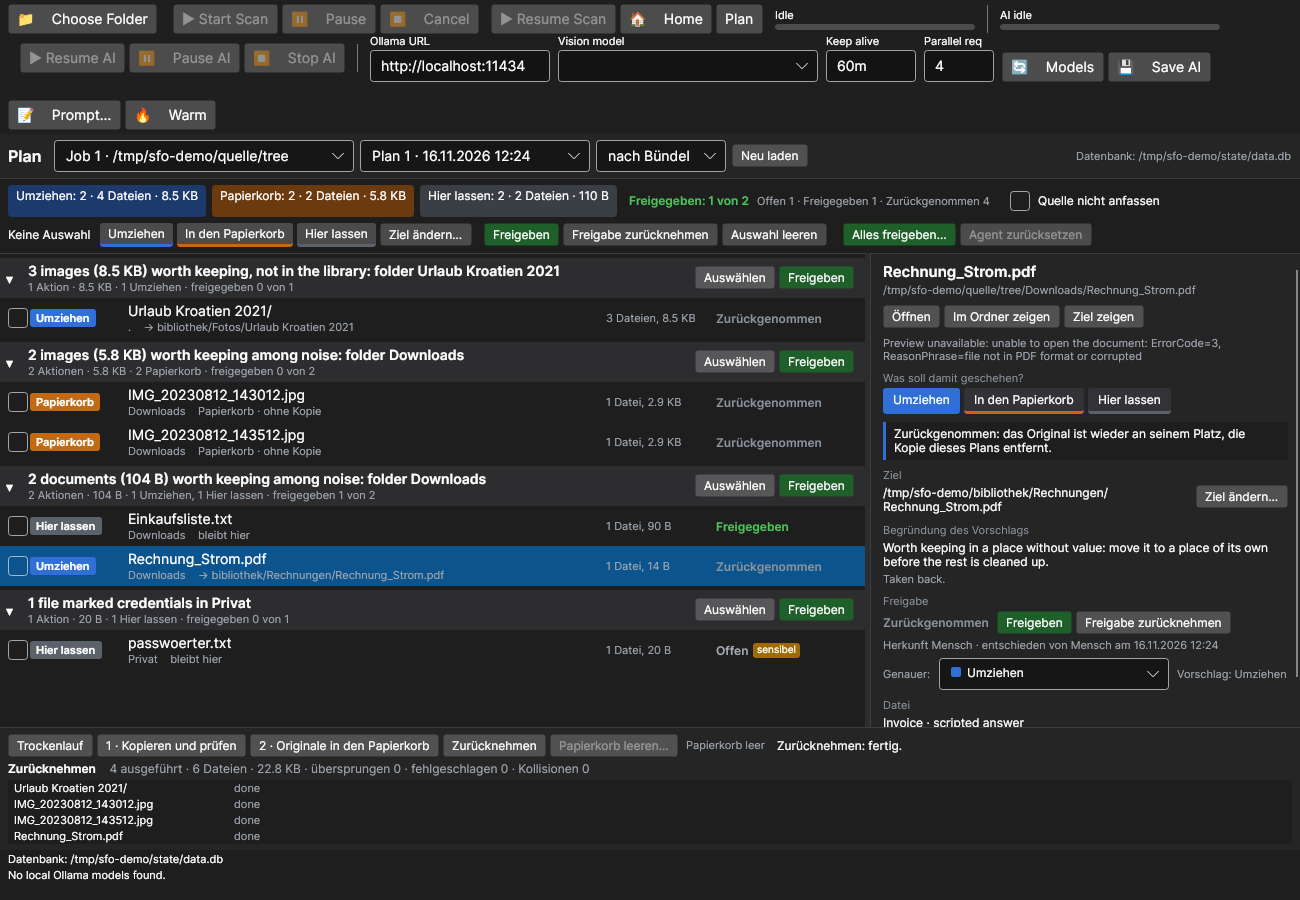 Choose Folder
Start Scan
Pause
Cancel
Resume Scan
Home
Plan
Idle
AI idle
Resume AI
Pause AI
Stop AI
Ollama URL
http://localhost:11434
Vision model
Keep alive
60m
Parallel req
4
Models
Save AI
Prompt...
Warm
Plan
Job 1 · /tmp/sfo-demo/quelle/tree
Plan 1 · 16.11.2026 12:24
nach Bündel
Neu laden
Datenbank: /tmp/sfo-demo/state/data.db
Umziehen: 2 · 4 Dateien · 8.5 KB
Papierkorb: 2 · 2 Dateien · 5.8 KB
Hier lassen: 2 · 2 Dateien · 110 B
Freigegeben: 1 von 2
Offen 1 · Freigegeben 1 · Zurückgenommen 4
Quelle nicht anfassen
Keine Auswahl
Umziehen
In den Papierkorb
Hier lassen
Ziel ändern...
Freigeben
Freigabe zurücknehmen
Auswahl leeren
Alles freigeben...
Agent zurücksetzen
3 images (8.5 KB) worth keeping, not in the library: folder Urlaub Kroatien 2021
1 Aktion · 8.5 KB · 1 Umziehen · freigegeben 0 von 1
Auswählen
Freigeben
Umziehen
Urlaub Kroatien 2021/
. → bibliothek/Fotos/Urlaub Kroatien 2021
3 Dateien, 8.5 KB
Zurückgenommen
2 images (5.8 KB) worth keeping among noise: folder Downloads
2 Aktionen · 5.8 KB · 2 Papierkorb · freigegeben 0 von 2
Auswählen
Freigeben
Papierkorb
IMG_20230812_143012.jpg
Downloads Papierkorb · ohne Kopie
1 Datei, 2.9 KB
Zurückgenommen
Papierkorb
IMG_20230812_143512.jpg
Downloads Papierkorb · ohne Kopie
1 Datei, 2.9 KB
Zurückgenommen
2 documents (104 B) worth keeping among noise: folder Downloads
2 Aktionen · 104 B · 1 Umziehen, 1 Hier lassen · freigegeben 1 von 2
Auswählen
Freigeben
Hier lassen
Einkaufsliste.txt
Downloads bleibt hier
1 Datei, 90 B
Freigegeben
Umziehen
Rechnung_Strom.pdf
Downloads → bibliothek/Rechnungen/Rechnung_Strom.pdf
1 Datei, 14 B
Zurückgenommen
1 file marked credentials in Privat
1 Aktion · 20 B · 1 Hier lassen · freigegeben 0 von 1
Auswählen
Freigeben
Hier lassen
passwoerter.txt
Privat bleibt hier
1 Datei, 20 B
Offen
sensibel
Rechnung_Strom.pdf
/tmp/sfo-demo/quelle/tree/Downloads/Rechnung_Strom.pdf
Öffnen
Im Ordner zeigen
Ziel zeigen
Preview unavailable: unable to open the document: ErrorCode=3,
ReasonPhrase=file not in PDF format or corrupted
Was soll damit geschehen?
Umziehen
In den Papierkorb
Hier lassen
Zurückgenommen: das Original ist wieder an seinem Platz, die
Kopie dieses Plans entfernt.
Ziel
/tmp/sfo-demo/bibliothek/Rechnungen/
Rechnung_Strom.pdf
Ziel ändern...
Begründung des Vorschlags
Worth keeping in a place without value: move it to a place of its own
before the rest is cleaned up.
Taken back.
Freigabe
Zurückgenommen
Freigeben
Freigabe zurücknehmen
Herkunft Mensch · entschieden von Mensch am 16.11.2026 12:24
Genauer:
Umziehen
Vorschlag: Umziehen
Datei
Invoice · scripted answer
Trockenlauf
1 · Kopieren und prüfen
2 · Originale in den Papierkorb
Zurücknehmen
Papierkorb leeren...
Papierkorb leer
Zurücknehmen: fertig.
Zurücknehmen 4 ausgeführt · 6 Dateien · 22.8 KB · übersprungen 0 · fehlgeschlagen 0 · Kollisionen 0
Urlaub Kroatien 2021/ done
IMG_20230812_143012.jpg done
IMG_20230812_143512.jpg done
Rechnung_Strom.pdf done
Datenbank: /tmp/sfo-demo/state/data.db
No local Ollama models found.